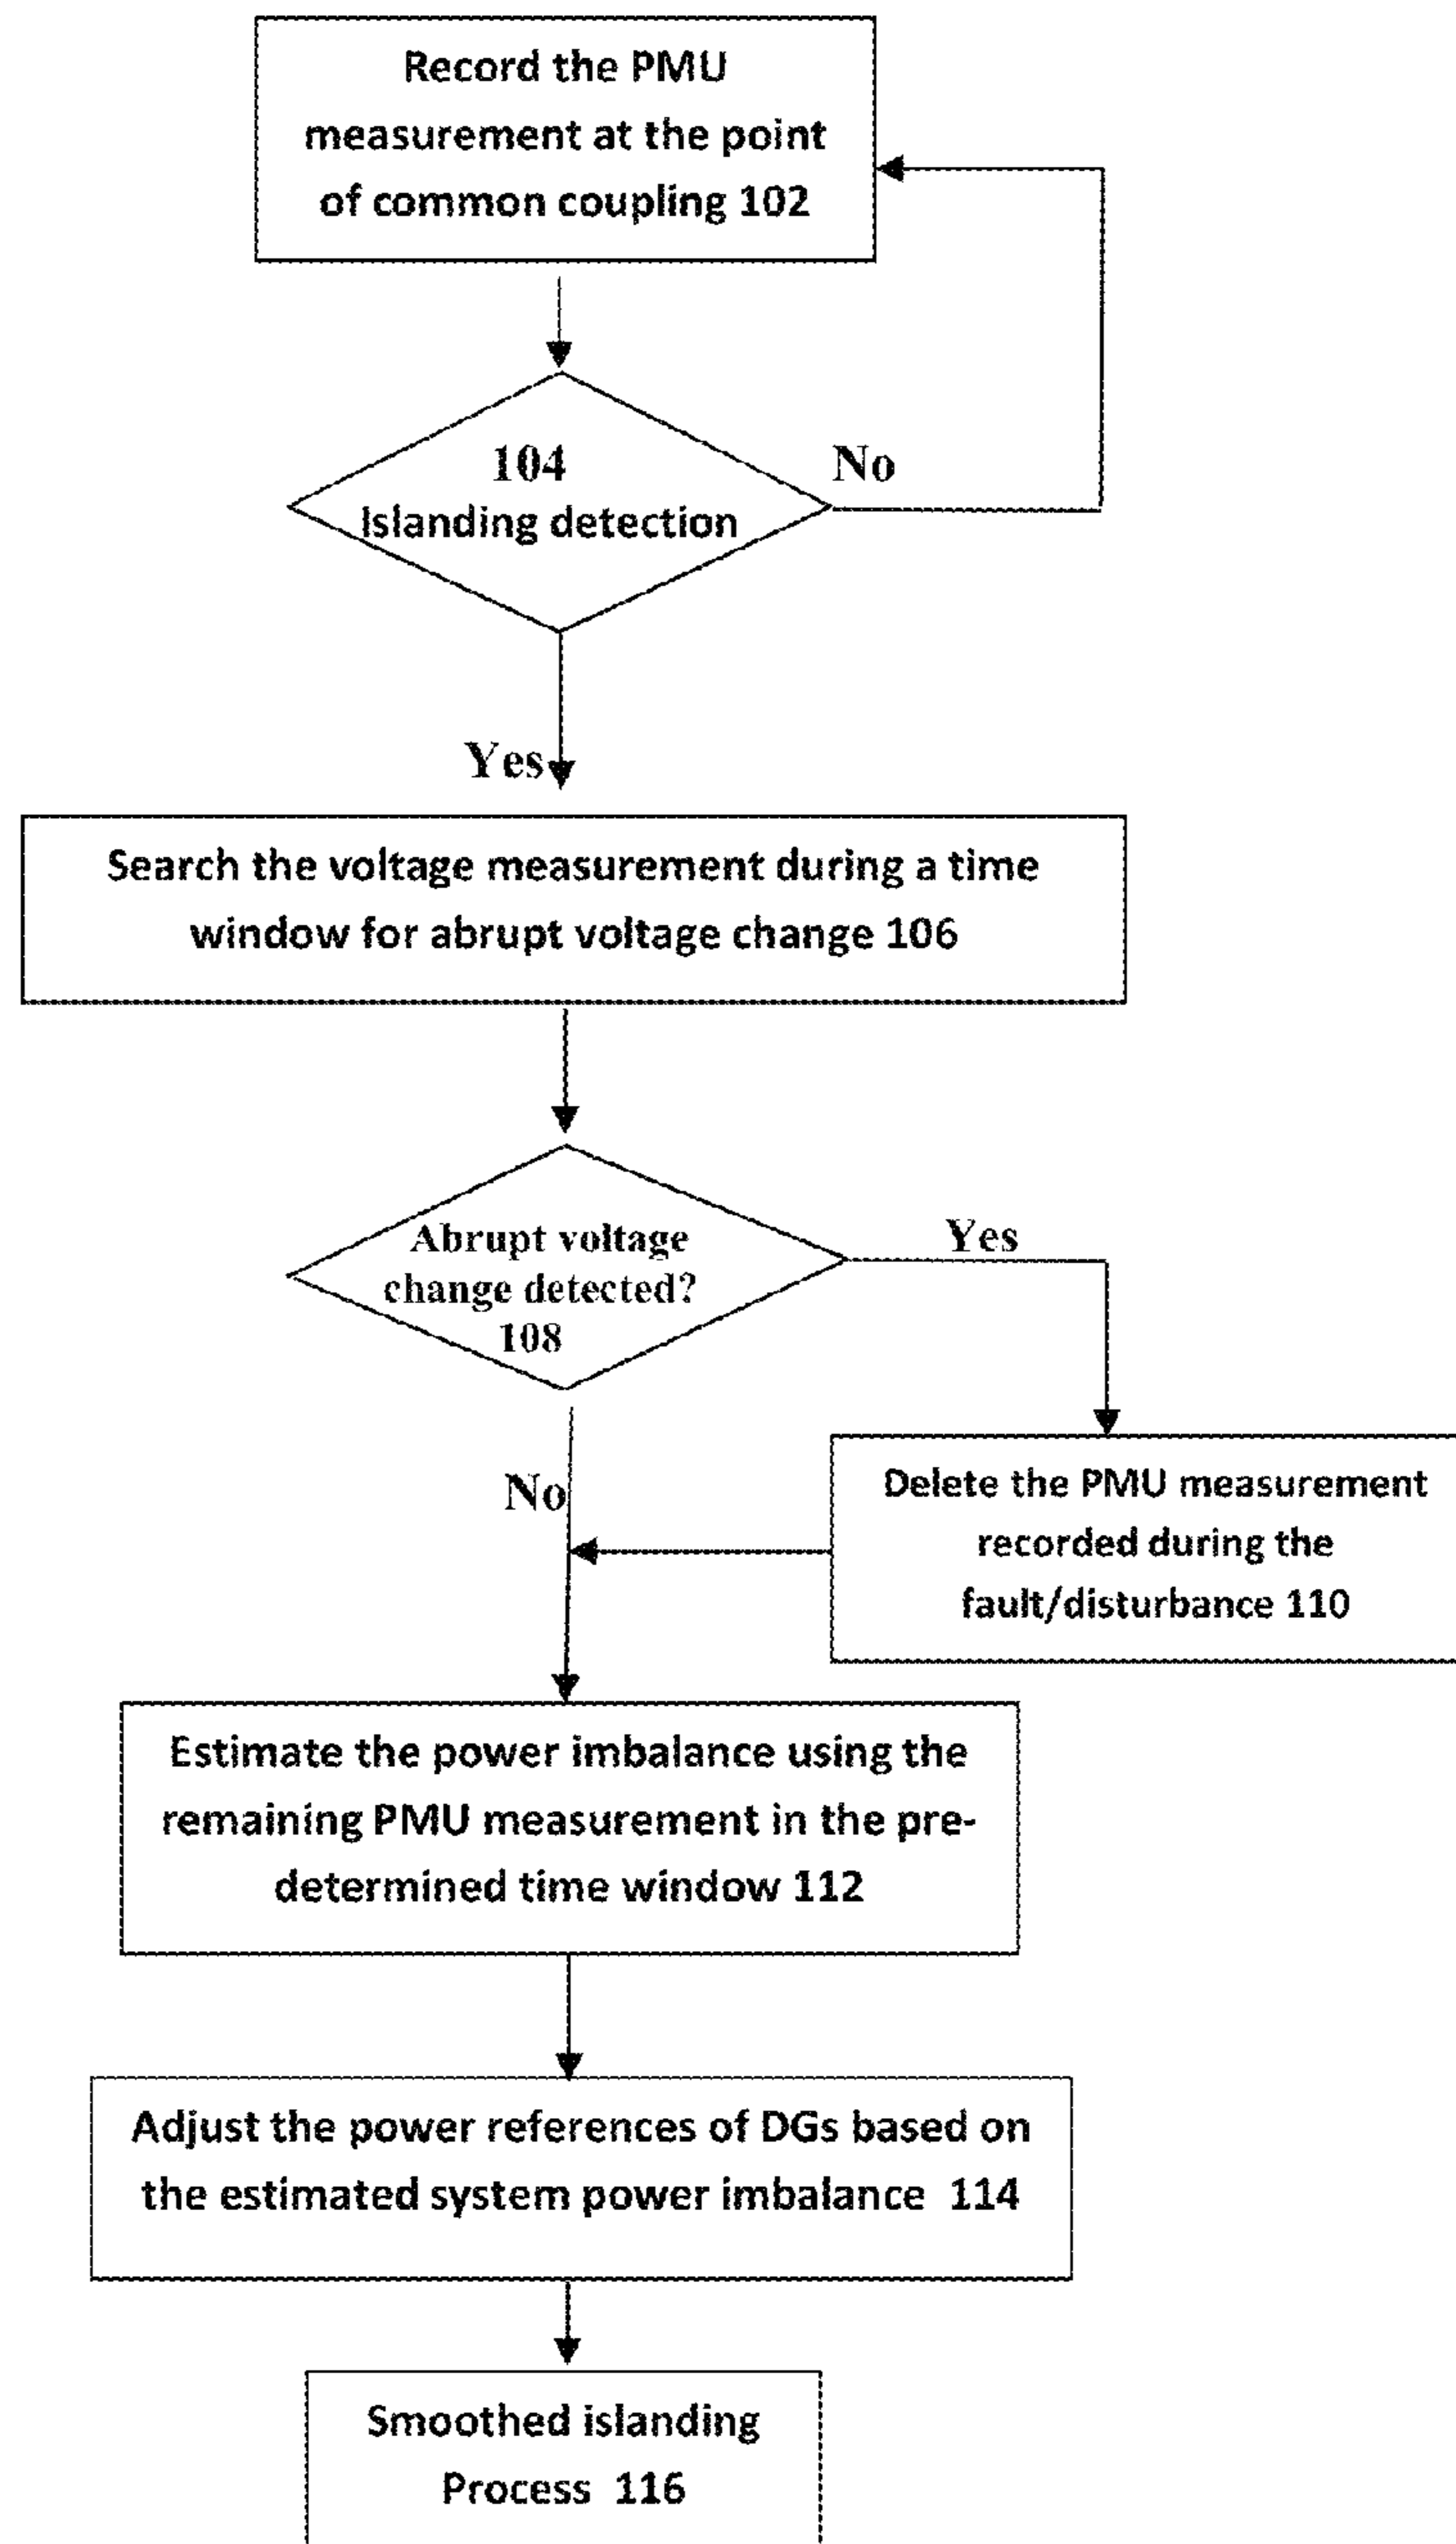 Record the PMU
measurement at the point
of common coupling 102
104
Islanding detection
No
Yes
Search the voltage measurement during a time
window for abrupt voltage change 106
Abrupt voltage
change detected?
108
Yes
No
Delete the PMU measurement
recorded during the
fault/disturbance 110
Estimate the power imbalance using the
remaining PMU measurement in the pre-
determined time window 112
Adjust the power references of DGs based on
the estimated system power imbalance 114
Smoothed islanding
Process 116